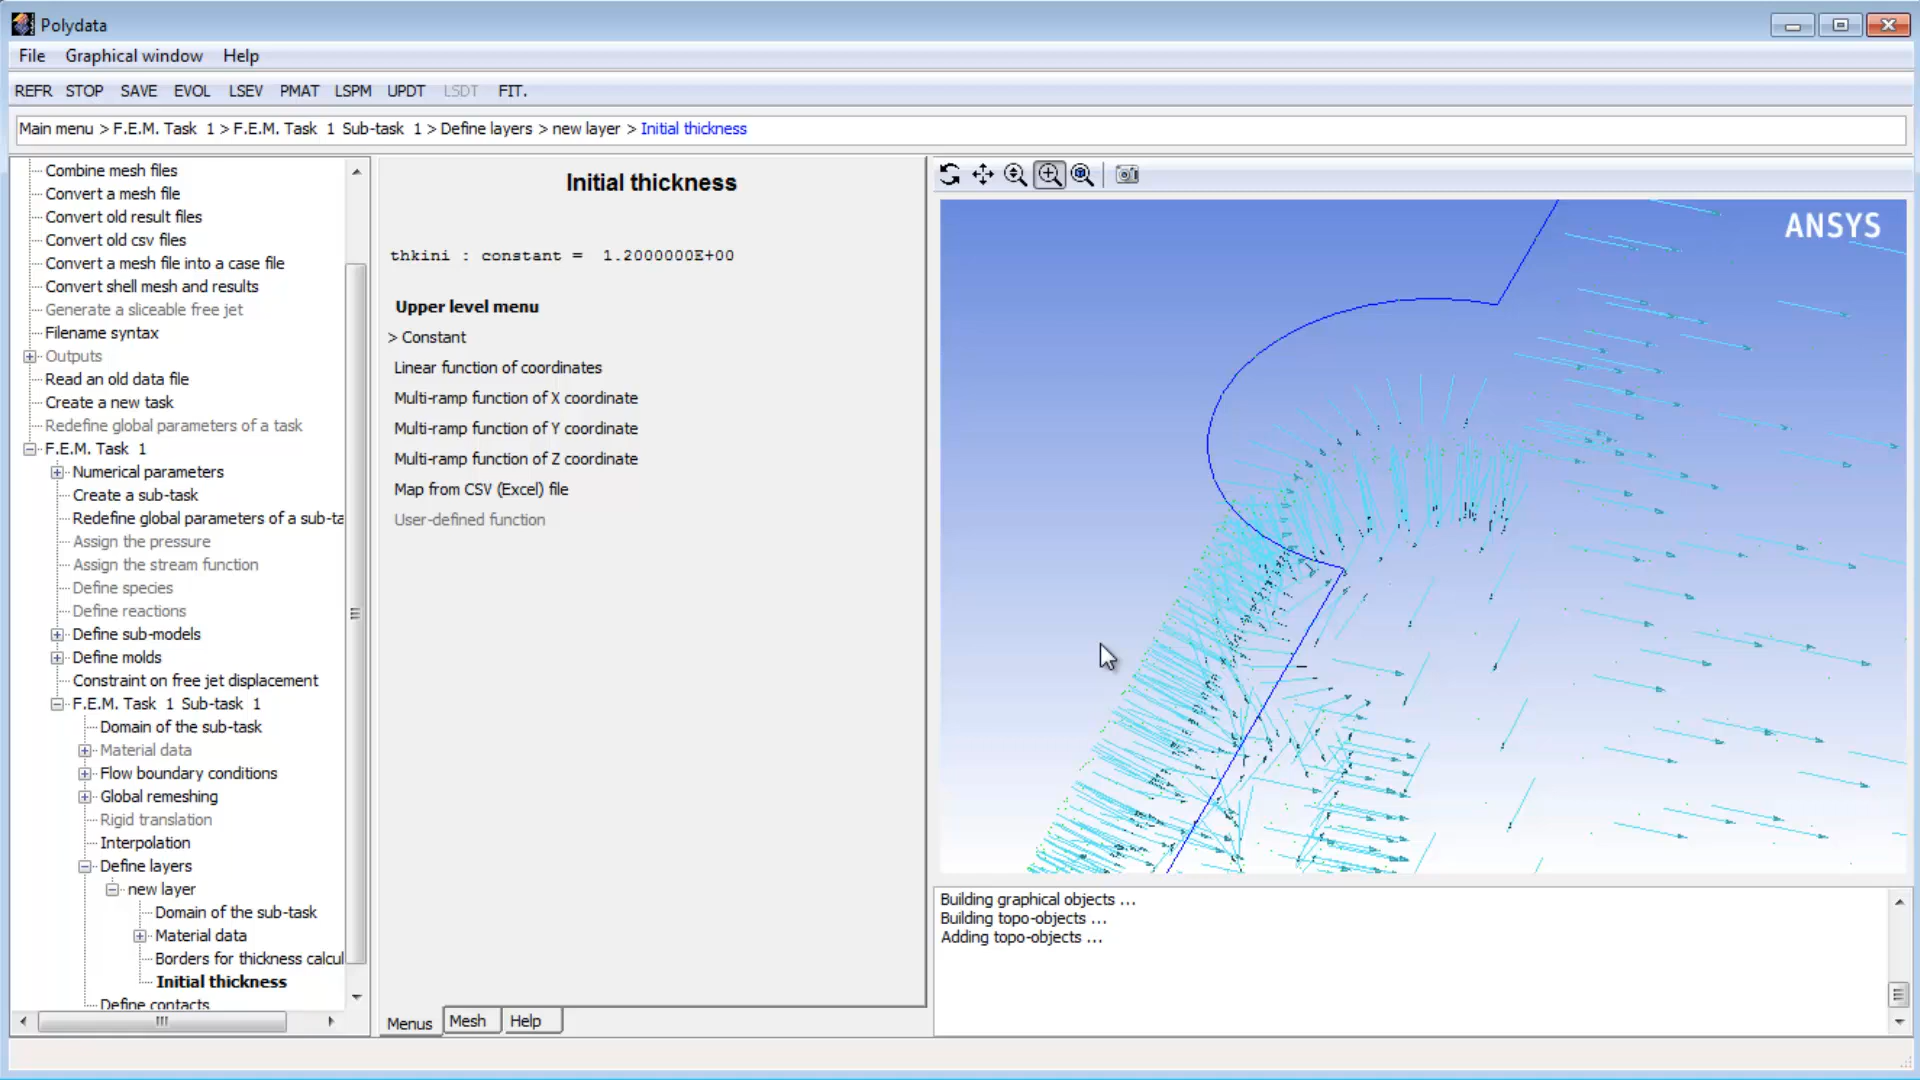 Polydata
File Graphical window Help
REFR STOP SAVE EVOL LSEV PMAT LSPM UPDT LSDT FIT.
Main menu > F.E.M. Task 1 > F.E.M. Task 1 Sub-task 1 > Define layers > new layer > Initial thickness
Combine mesh files
Convert a mesh file
Convert old result files
Convert old csv files
Convert a mesh file into a case file
Convert shell mesh and results
Generate a sliceable free jet
Filename syntax
Outputs
Read an old data file
Create a new task
Redefine global parameters of a task
F.E.M. Task 1
Numerical parameters
Create a sub-task
Redefine global parameters of a sub-ta
Assign the pressure
Assign the stream function
Define species
Define reactions
Define sub-models
Define molds
Constraint on free jet displacement
F.E.M. Task 1 Sub-task 1
Domain of the sub-task
Material data
Flow boundary conditions
Global remeshing
Rigid translation
Interpolation
Define layers
new layer
Domain of the sub-task
Material data
Borders for thickness calcul
Initial thickness
Define contacts
Initial thickness
thkini : constant = 1.2000000E+00
Upper level menu
> Constant
Linear function of coordinates
Multi-ramp function of X coordinate
Multi-ramp function of Y coordinate
Multi-ramp function of Z coordinate
Map from CSV (Excel) file
User-defined function
Menus Mesh Help
ANSYS
Building graphical objects ...
Building topo-objects ...
Adding topo-objects ...